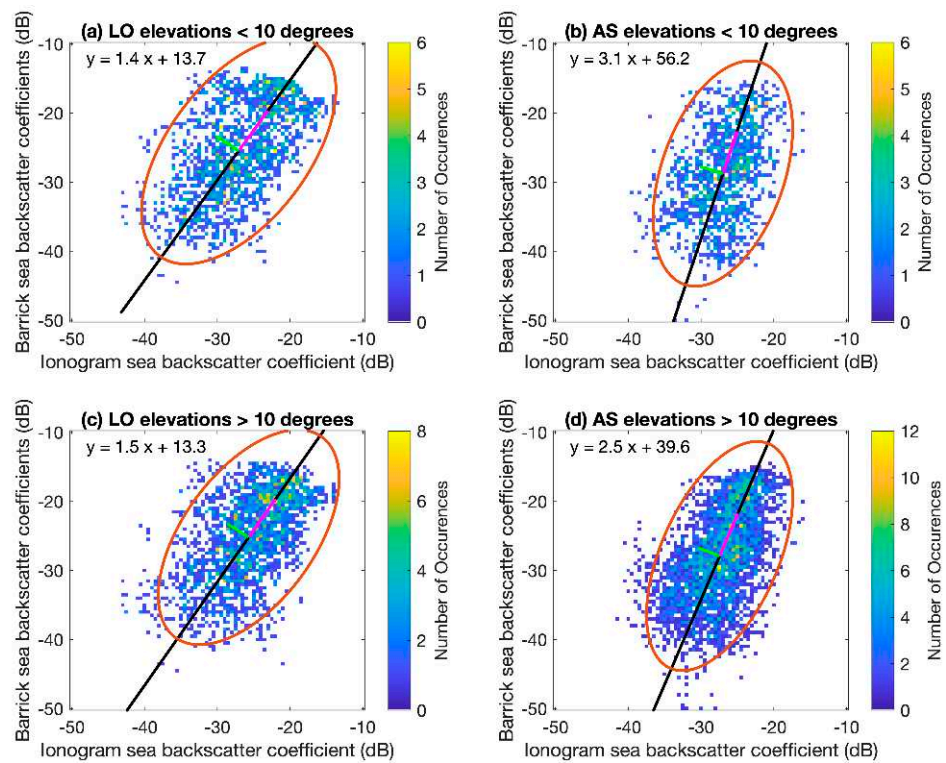 (a) LO elevations < 10 degrees
y = 1.4 x + 13.7
Barrick sea backscatter coefficients (dB)
-10
-20
-30
-40
-50
-50 -40 -30 -20 -10
Ionogram sea backscatter coefficient (dB)
6
5
4
3
2
1
0
Number of Occurences
(b) AS elevations < 10 degrees
y = 3.1 x + 56.2
Barrick sea backscatter coefficients (dB)
-10
-20
-30
-40
-50
-50 -40 -30 -20 -10
Ionogram sea backscatter coefficient (dB)
6
5
4
3
2
1
0
Number of Occurences
(c) LO elevations > 10 degrees
y = 1.5 x + 13.3
Barrick sea backscatter coefficients (dB)
-10
-20
-30
-40
-50
-50 -40 -30 -20 -10
Ionogram sea backscatter coefficient (dB)
8
6
4
2
0
Number of Occurences
(d) AS elevations > 10 degrees
y = 2.5 x + 39.6
Barrick sea backscatter coefficients (dB)
-10
-20
-30
-40
-50
-50 -40 -30 -20 -10
Ionogram sea backscatter coefficient (dB)
12
10
8
6
4
2
0
Number of Occurences